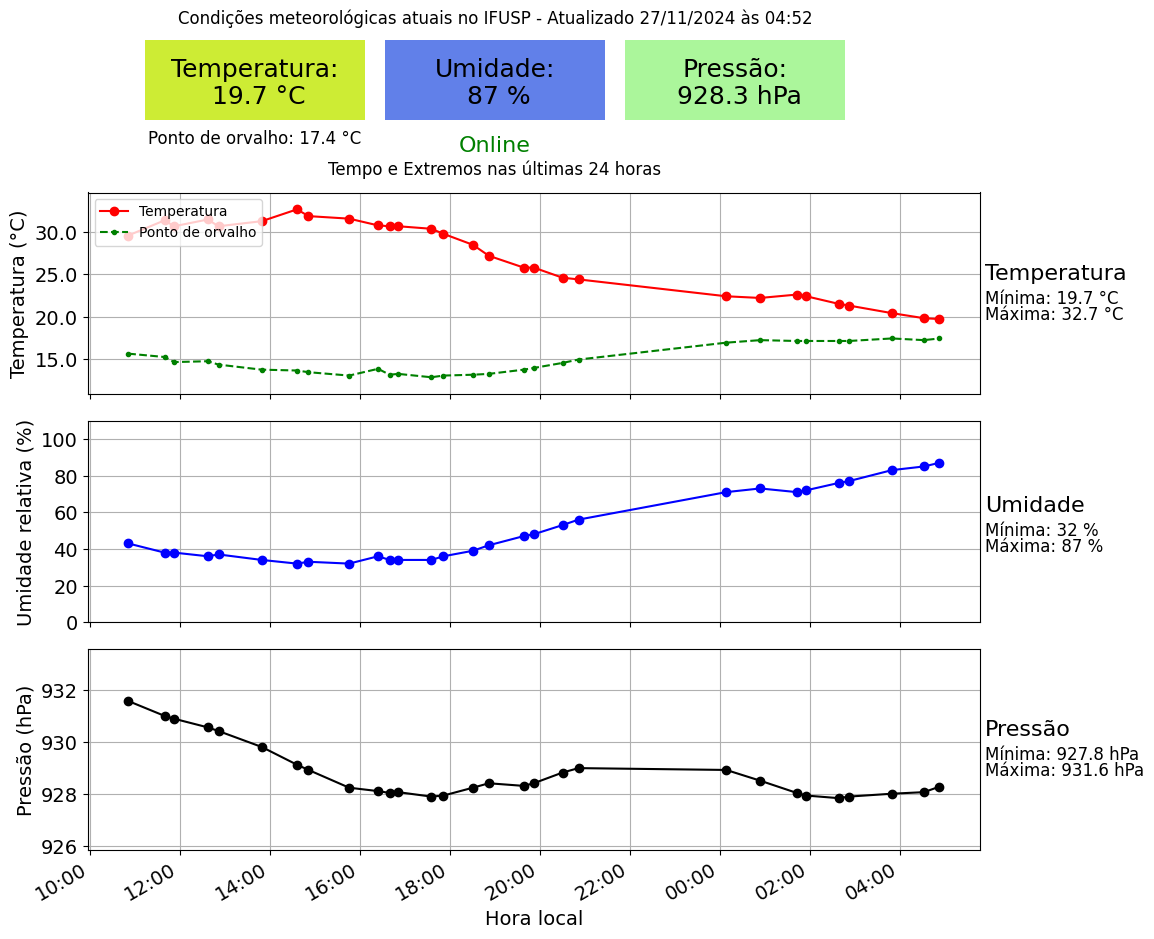 Condições meteorológicas atuais no IFUSP - Atualizado 27/11/2024 às 04:52
Temperatura:
19.7 °C
Umidade:
87 %
Pressão:
928.3 hPa
Ponto de orvalho: 17.4 °C
Online
Tempo e Extremos nas últimas 24 horas
Temperatura (°C)
30.0
25.0
20.0
15.0
Temperatura
Ponto de orvalho
Temperatura
Mínima: 19.7 °C
Máxima: 32.7 °C
Umidade relativa (%)
100
80
60
40
20
0
Umidade
Mínima: 32 %
Máxima: 87 %
Pressão (hPa)
932
930
928
926
Pressão
Mínima: 927.8 hPa
Máxima: 931.6 hPa
10:00 12:00 14:00 16:00 18:00 20:00 22:00 00:00 02:00 04:00
Hora local